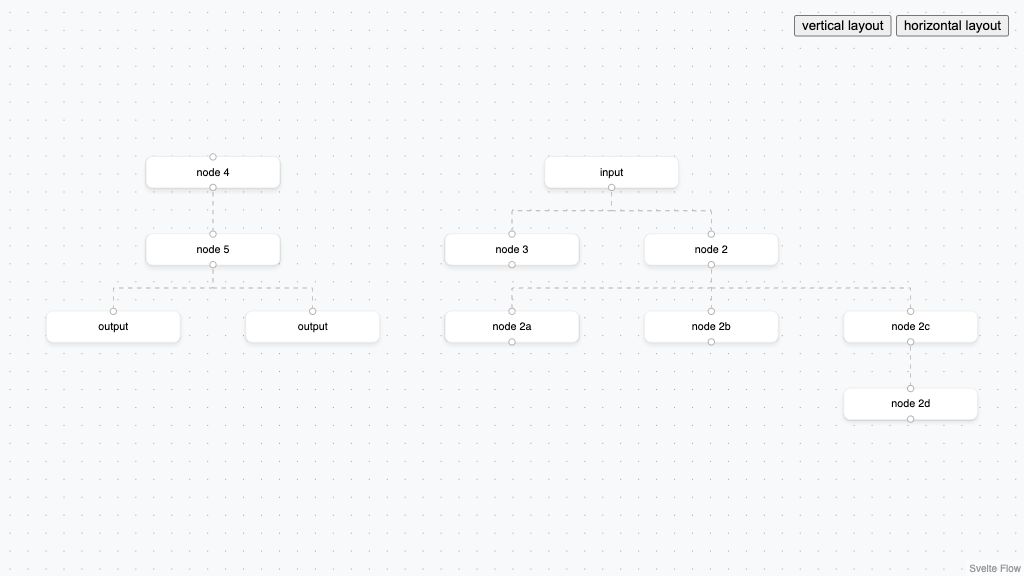 vertical layout
horizontal layout
node 4
input
node 5
node 3
node 2
output
output
node 2a
node 2b
node 2c
node 2d
Svelte Flow